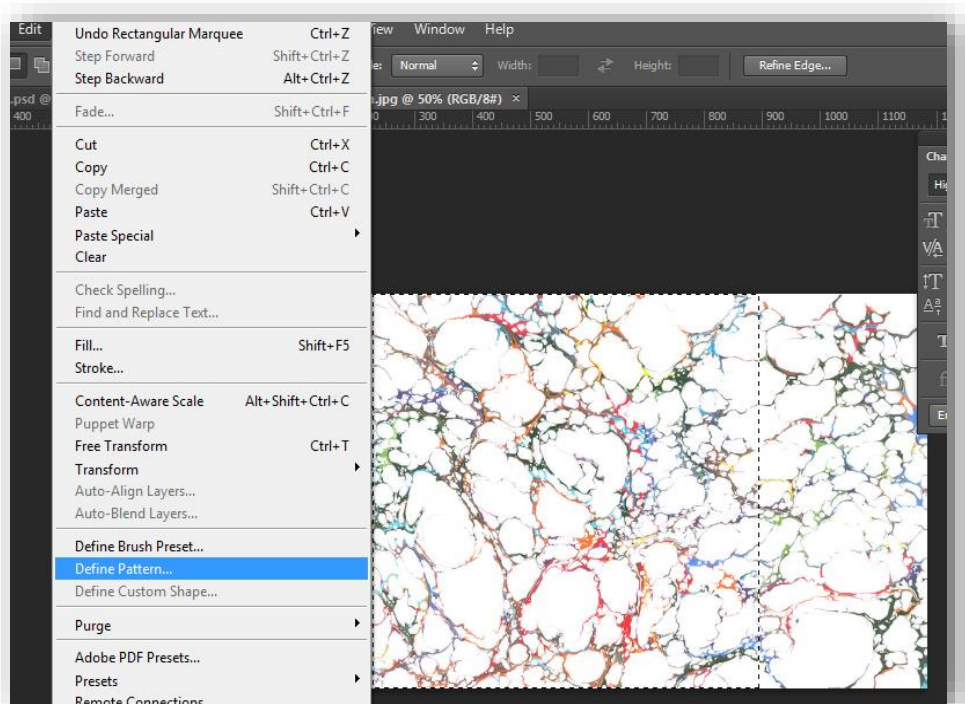 Edit
iew Window Help
Normal Width: Height: Refine Edge...
.psd @
.jpg @ 50% (RGB/8#) ×
400
300 400 500 600 700 800 900 1000 1100
Undo Rectangular Marquee Ctrl+Z
Step Forward Shift+Ctrl+Z
Step Backward Alt+Ctrl+Z
Fade... Shift+Ctrl+F
Cut Ctrl+X
Copy Ctrl+C
Copy Merged Shift+Ctrl+C
Paste Ctrl+V
Paste Special
Clear
Check Spelling...
Find and Replace Text...
Fill... Shift+F5
Stroke...
Content-Aware Scale Alt+Shift+Ctrl+C
Puppet Warp
Free Transform Ctrl+T
Transform
Auto-Align Layers...
Auto-Blend Layers...
Define Brush Preset...
Define Pattern...
Define Custom Shape...
Purge
Adobe PDF Presets...
Presets
Remote Connections
Cha